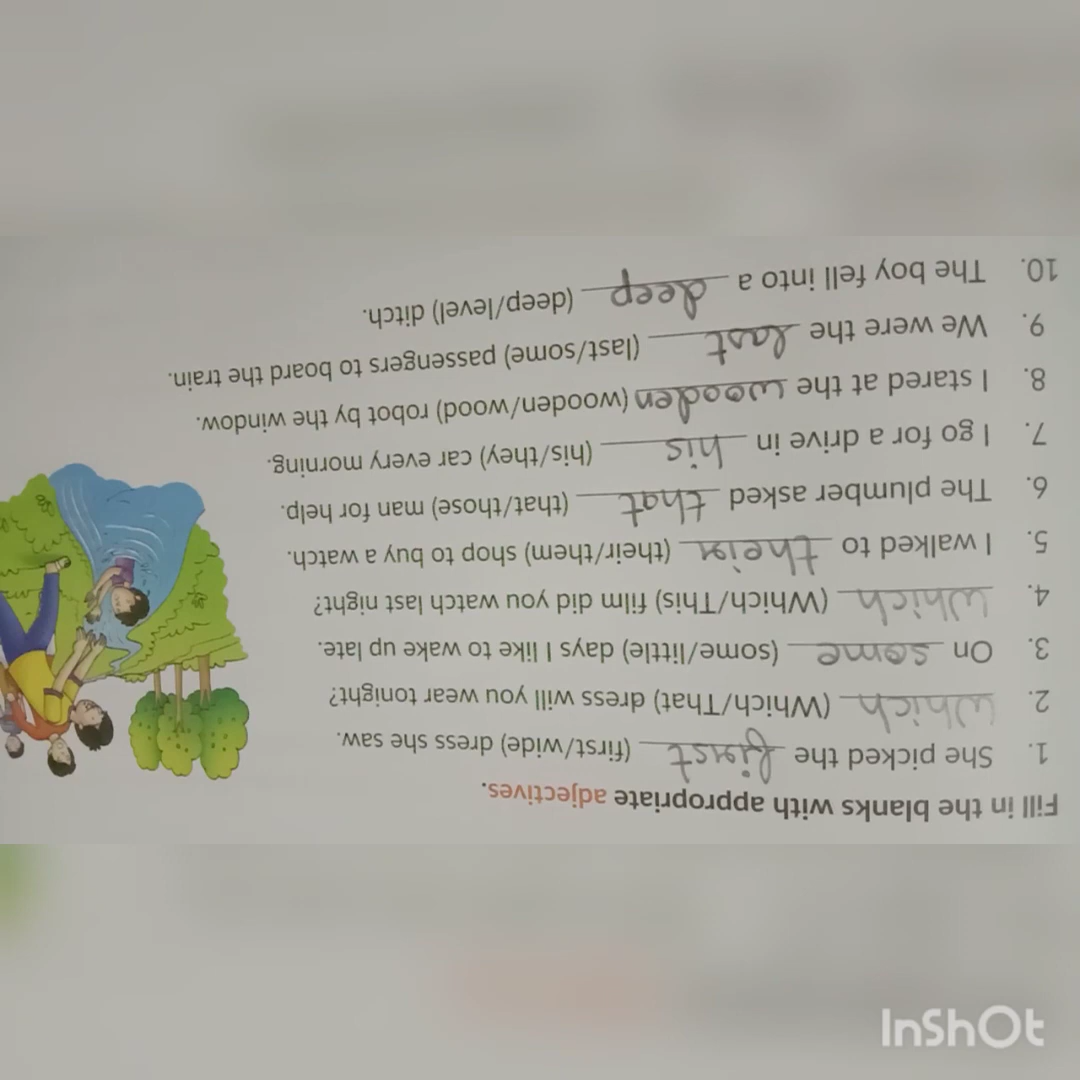 Fill in the blanks with appropriate adjectives.
1. She picked the first (first/wide) dress she saw.
2. Which (Which/That) dress will you wear tonight?
3. On some (some/little) days I like to wake up late.
4. Which (Which/This) film did you watch last night?
5. I walked to their (their/them) shop to buy a watch.
6. The plumber asked that (that/those) man for help.
7. I go for a drive in his (his/they) car every morning.
8. I stared at the wooden (wooden/wood) robot by the window.
9. We were the last (last/some) passengers to board the train.
10. The boy fell into a deep (deep/level) ditch.
InShOt